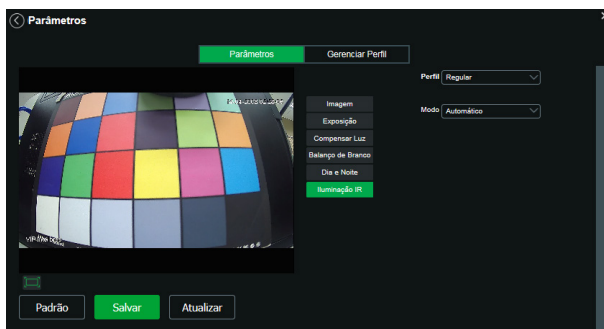 Parâmetros
Parâmetros
Gerenciar Perfil
Perfil Regular
Modo Automático
Imagem
Exposição
Compensar Luz
Balanço de Branco
Dia e Noite
Iluminação IR
Padrão
Salvar
Atualizar